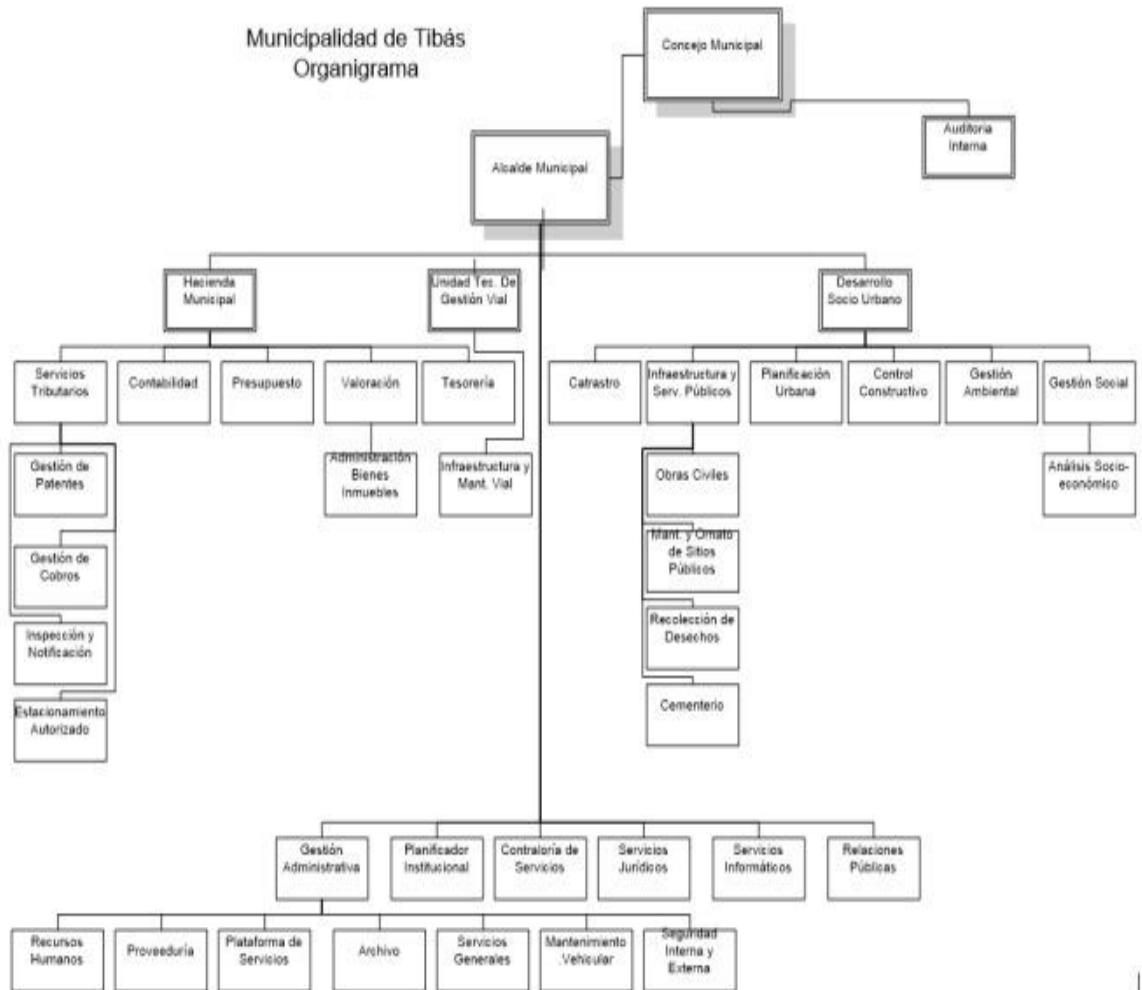 Municipalidad de Tibás
Organigrama
Concejo Municipal
Auditoria
Interna
Alcalde Municipal
Hacienda
Municipal
Unidad Tec. De
Gestión Vial
Desarrollo
Socio Urbano
Servicios
Tributarios
Contabilidad
Presupuesto
Valoración
Tesorería
Catrastro
Infraestructura y
Serv. Públicos
Planificación
Urbana
Control
Constructivo
Gestión
Ambiental
Gestión Social
Gestión de
Patentes
Administración
Bienes
Inmuebles
Infraestructura y
Mant. Vial
Obras Civiles
Análisis Socio-
económico
Gestión de
Cobros
Mant. y Ornato
de Sitios
Públicos
Inspección y
Notificación
Recolección de
Desechos
Estacionamiento
Autorizado
Cementerio
Gestión
Administrativa
Planificador
Institucional
Contraloría de
Servicios
Servicios
Jurídicos
Servicios
Informáticos
Relaciones
Públicas
Recursos
Humanos
Proveeduría
Plataforma de
Servicios
Archivo
Servicios
Generales
Mantenimiento
.Vehicular
Seguridad
Interna y
Externa